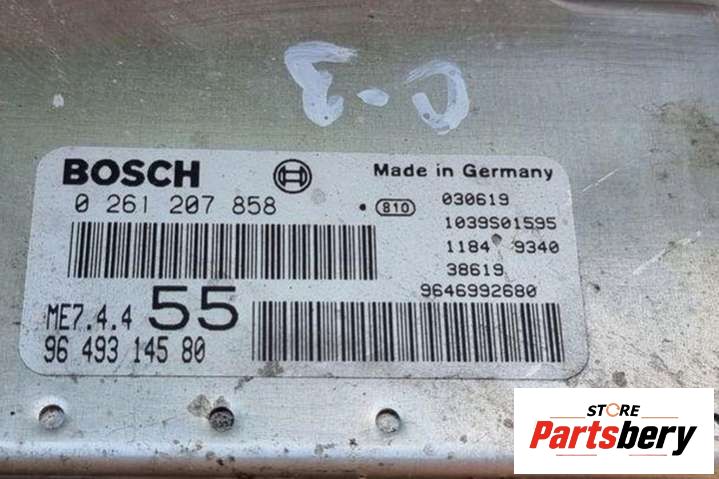 C-3
BOSCH
Made in Germany
0 261 207 858
810
030619
1039S01595
1184 9340
38619
9646992680
ME7.4.4 55
96 493 145 80
STORE
Partsbery